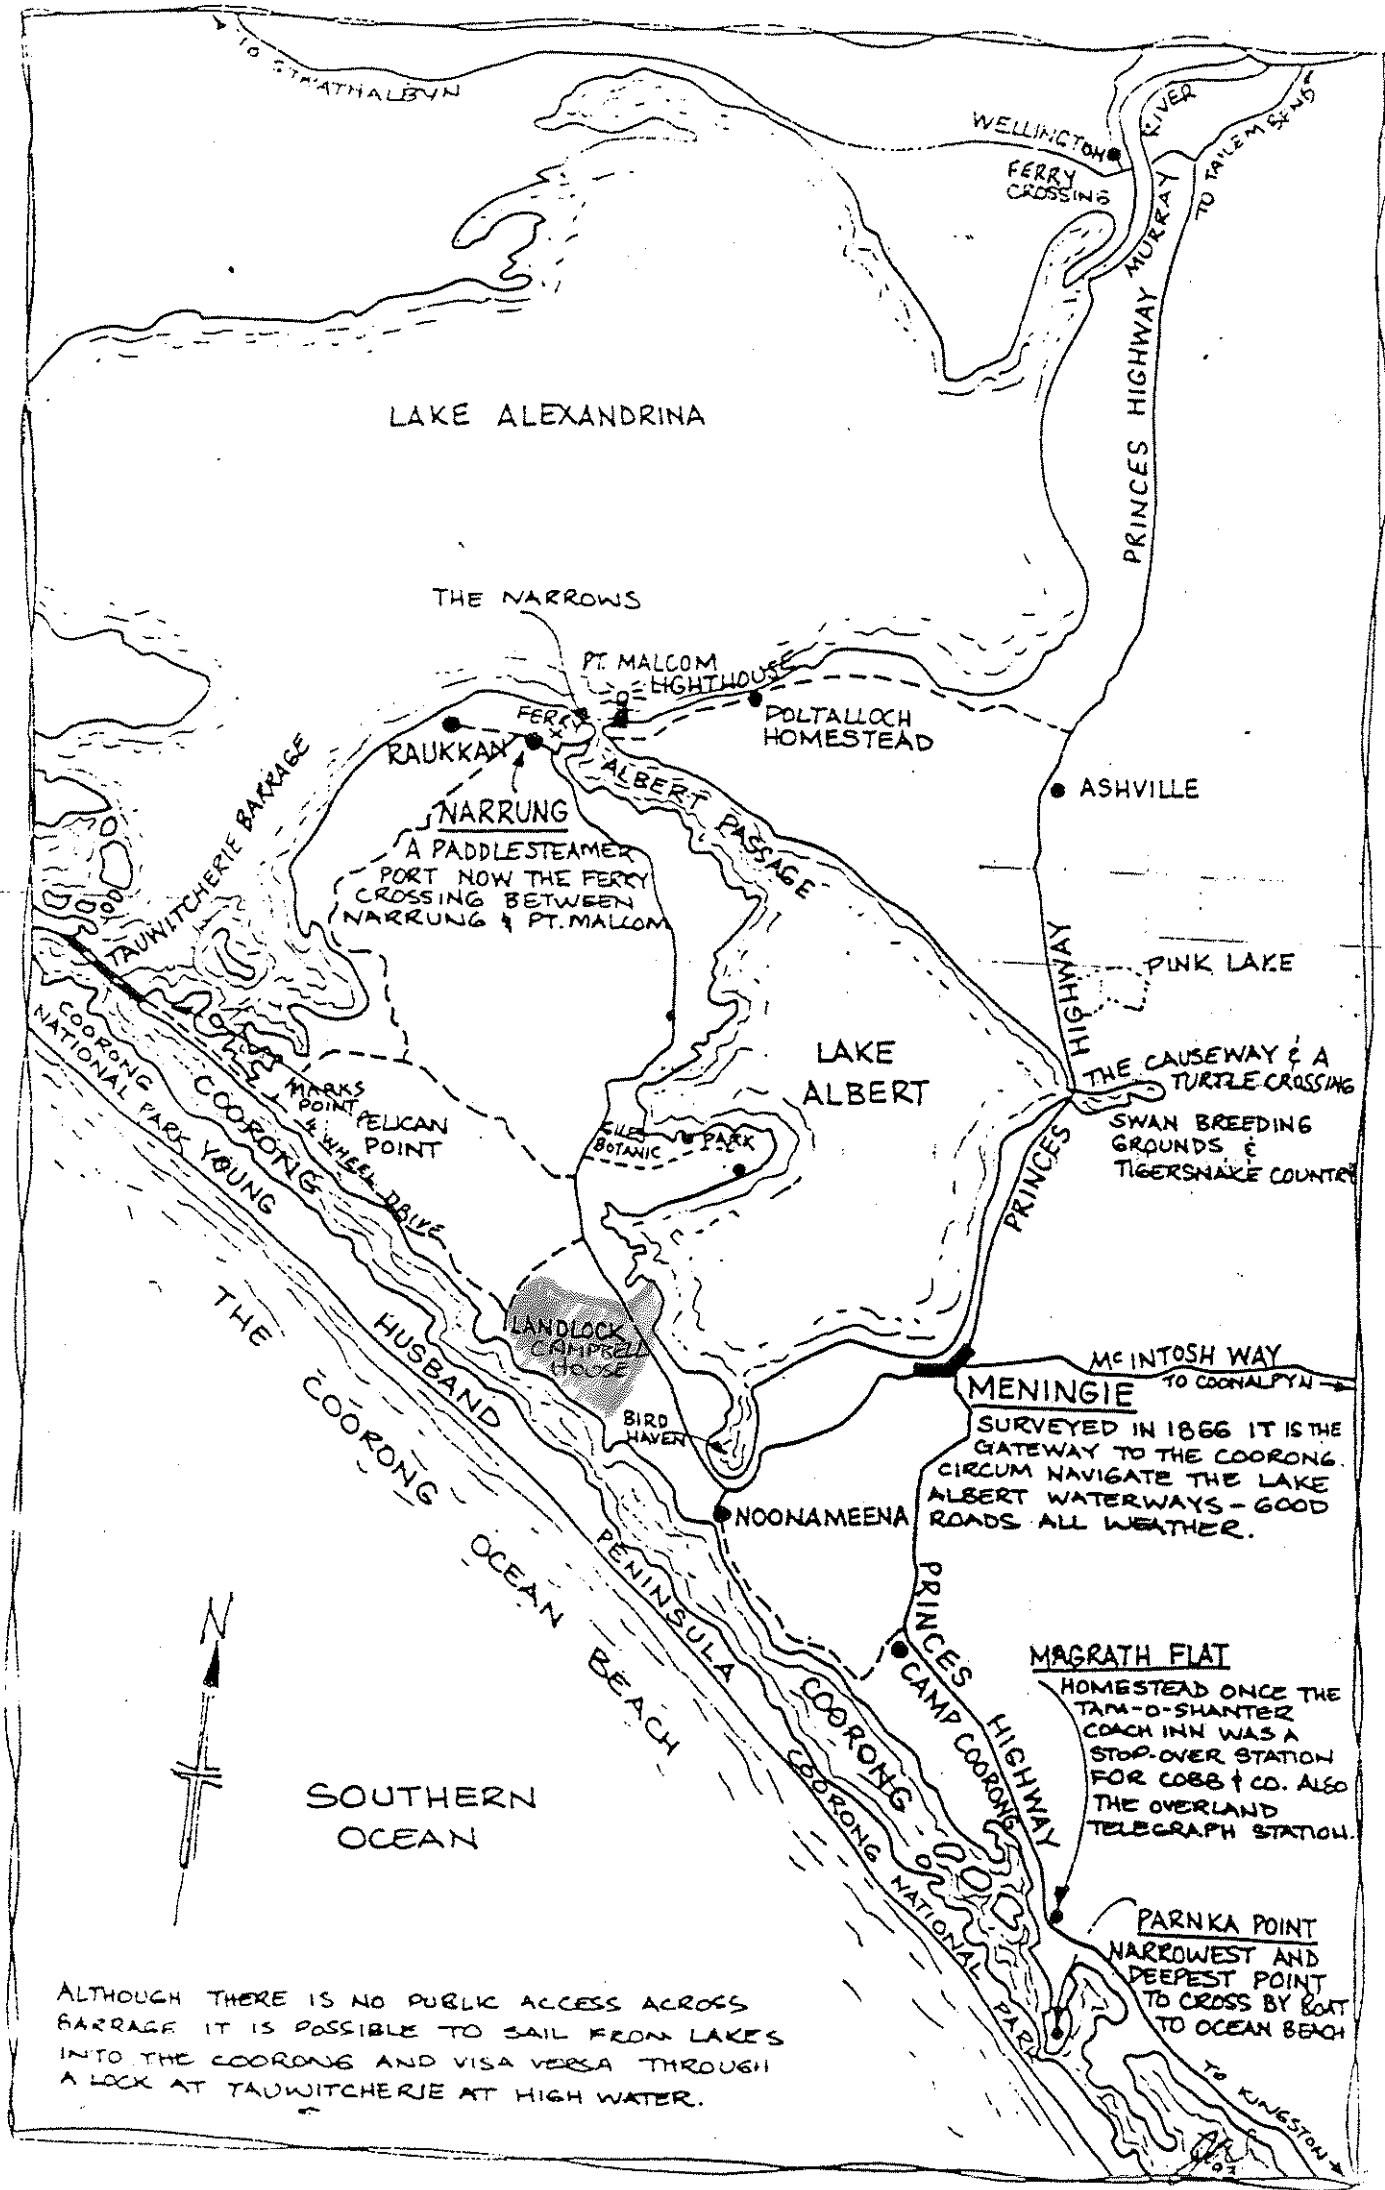 TO STRATHALBYN
WELLINGTON
FERRY
CROSSING
RIVER
MURRAY
TO TAILEM BEND
PRINCES HIGHWAY
LAKE ALEXANDRINA
THE NARROWS
PT. MALCOM
LIGHTHOUSE
FERRY
RAUKKAN
POLTALLOCH
HOMESTEAD
ALBERT PASSAGE
ASHVILLE
NARRUNG
A PADDLESTEAMER
PORT NOW THE FERRY
CROSSING BETWEEN
NARRUNG & PT. MALCOM
TAUWITCHERIE BARRAGE
HIGHWAY
PINK LAKE
LAKE
ALBERT
THE CAUSEWAY & A
TURTLE CROSSING
SWAN BREEDING
GROUNDS &
TIGERSNAKE COUNTRY
PRINCES
COORONG
NATIONAL PARK
YOUNG
COORONG
MARKS
POINT
PELICAN
POINT
4 WHEEL DRIVE
GILES
BOTANIC
PARK
LANDLOCK
CAMPBELL
HOUSE
BIRD
HAVEN
THE
COORONG
OCEAN
BEACH
HUSBAND
PENINSULA
McINTOSH WAY
TO COONALPYN
MENINGIE
SURVEYED IN 1866 IT IS THE
GATEWAY TO THE COORONG.
CIRCUM NAVIGATE THE LAKE
ALBERT WATERWAYS - GOOD
ROADS ALL WEATHER.
NOONAMEENA
PRINCES HIGHWAY
CAMP COORONG
COORONG
COORONG NATIONAL PARK
MAGRATH FLAT
HOMESTEAD ONCE THE
TAM-O-SHANTER
COACH INN WAS A
STOP-OVER STATION
FOR COBB & CO. ALSO
THE OVERLAND
TELEGRAPH STATION.
N
SOUTHERN
OCEAN
PARNKA POINT
NARROWEST AND
DEEPEST POINT
TO CROSS BY BOAT
TO OCEAN BEACH
TO KINGSTON
ALTHOUGH THERE IS NO PUBLIC ACCESS ACROSS
BARRAGE IT IS POSSIBLE TO SAIL FROM LAKES
INTO THE COORONG AND VISA VERSA THROUGH
A LOCK AT TAUWITCHERIE AT HIGH WATER.